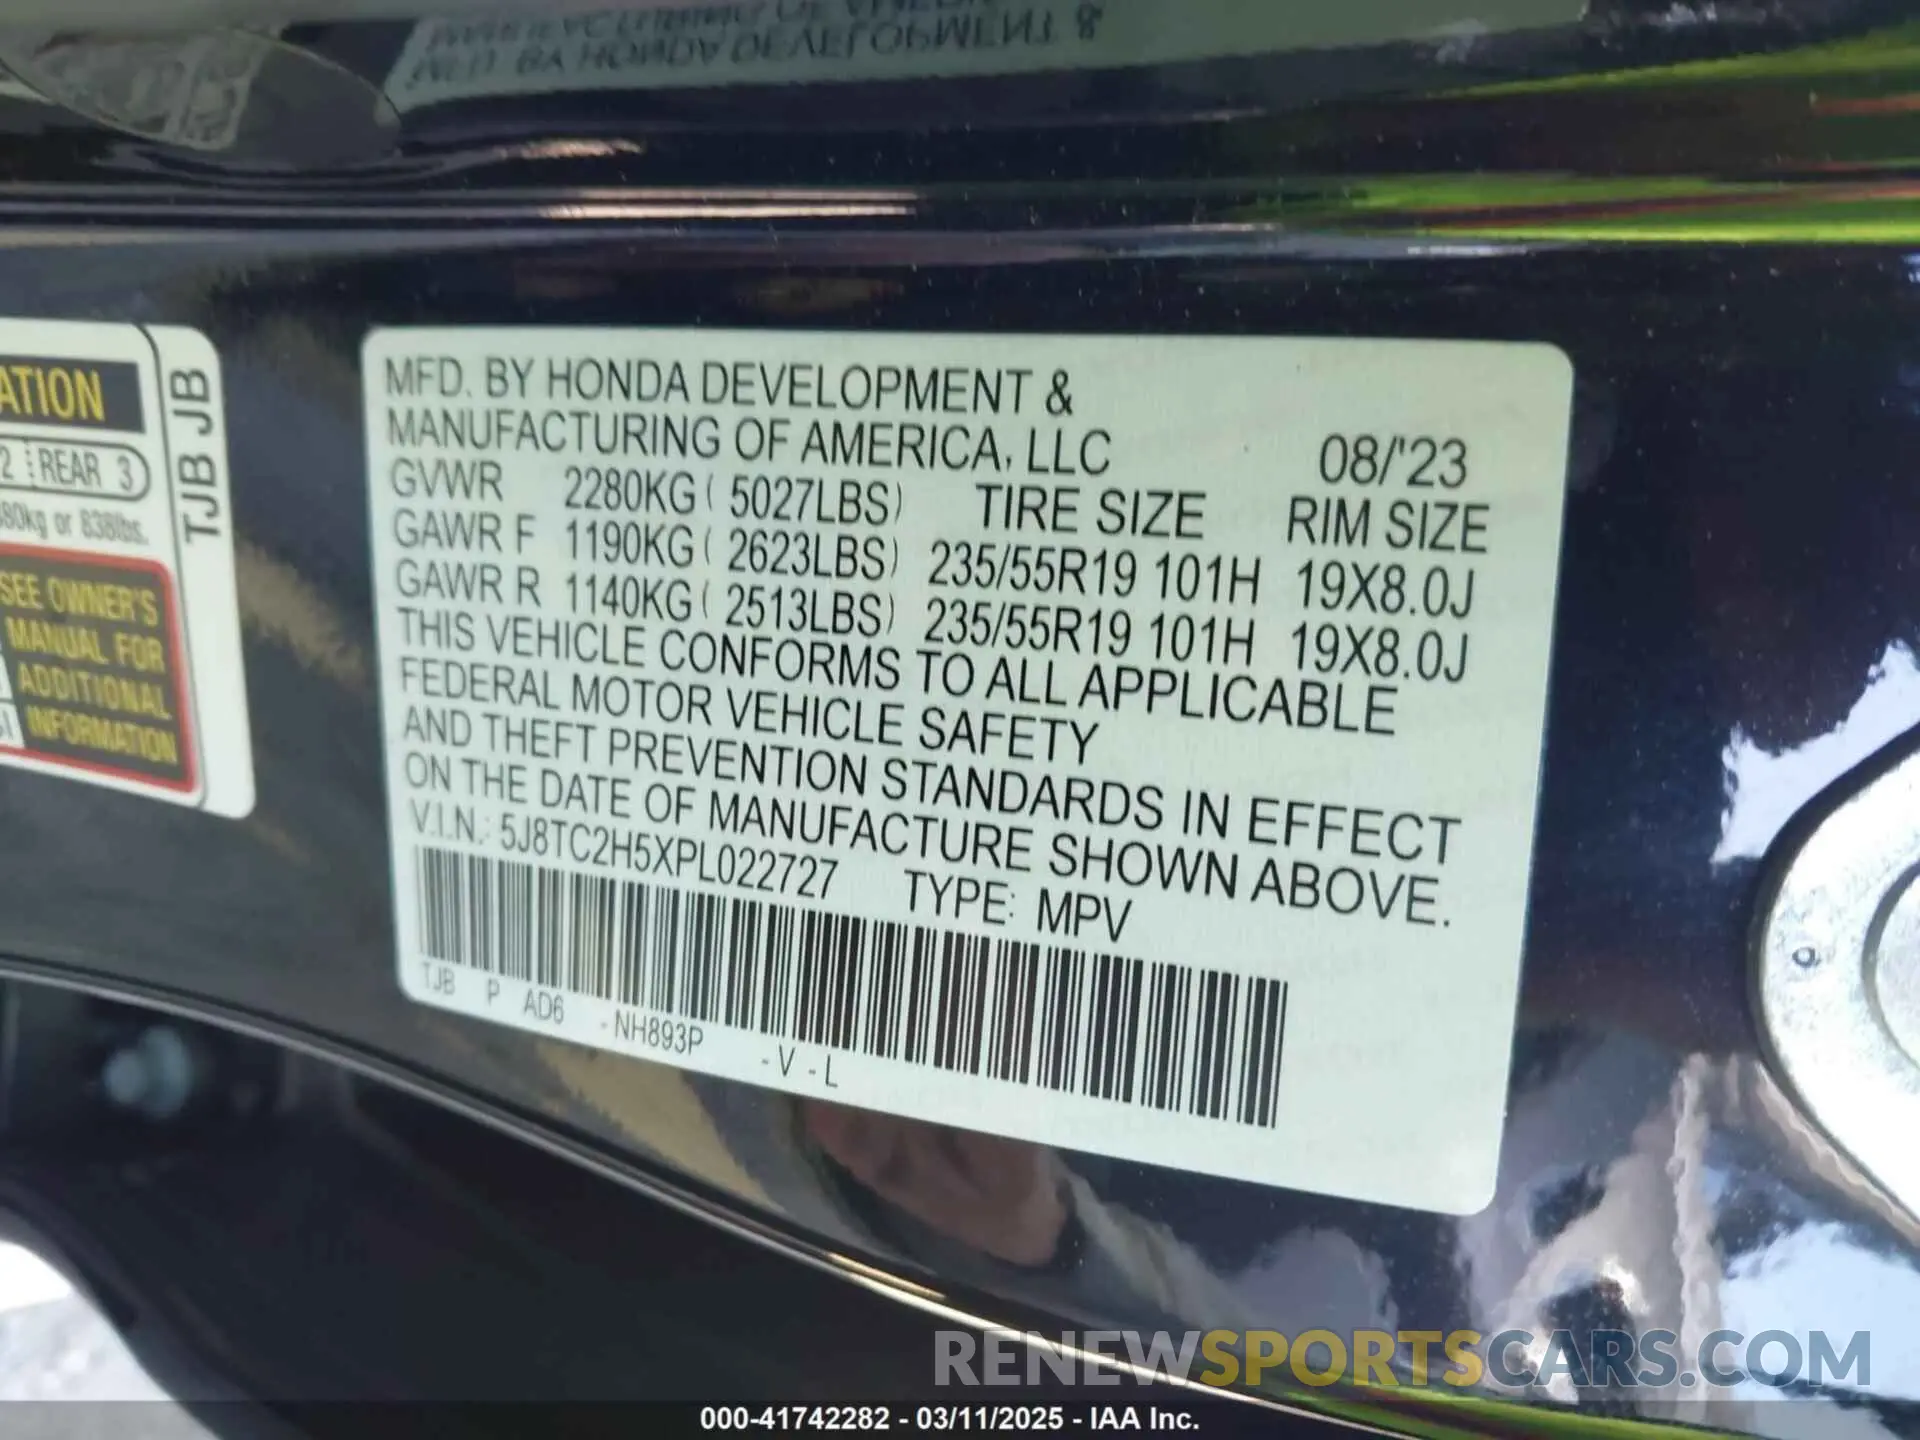 MFD. BY HONDA DEVELOPMENT &
MANUFACTURING OF AMERICA, LLC 08/'23
GVWR 2280KG ( 5027LBS) TIRE SIZE RIM SIZE
GAWR F 1190KG ( 2623LBS) 235/55R19 101H 19X8.0J
GAWR R 1140KG ( 2513LBS) 235/55R19 101H 19X8.0J
THIS VEHICLE CONFORMS TO ALL APPLICABLE
FEDERAL MOTOR VEHICLE SAFETY
AND THEFT PREVENTION STANDARDS IN EFFECT
ON THE DATE OF MANUFACTURE SHOWN ABOVE.
V.I.N.: 5J8TC2H5XPL022727 TYPE: MPV
TJB P AD6 -NH893P -V-L
ATION
2 REAR 3
380kg or 838lbs.
SEE OWNER'S
MANUAL FOR
ADDITIONAL
INFORMATION
TJB JB
RENEWSPORTSCARS.COM
000-41742282 - 03/11/2025 - IAA Inc.